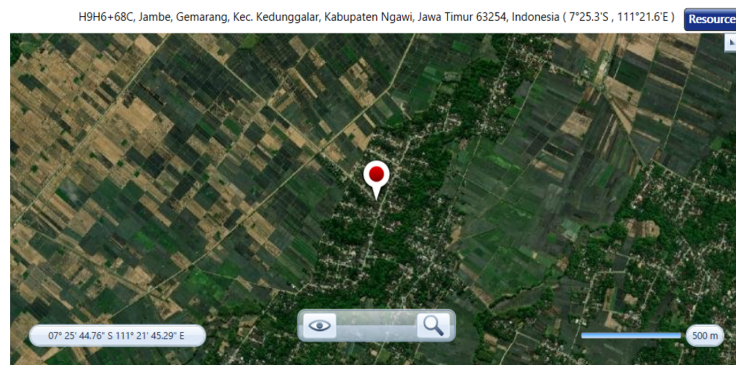 H9H6+68C, Jambe, Gemarang, Kec. Kedunggalar, Kabupaten Ngawi, Jawa Timur 63254, Indonesia ( 7°25.3'S , 111°21.6'E )
Resource
07° 25' 44.76" S 111° 21' 45.29" E
500 m